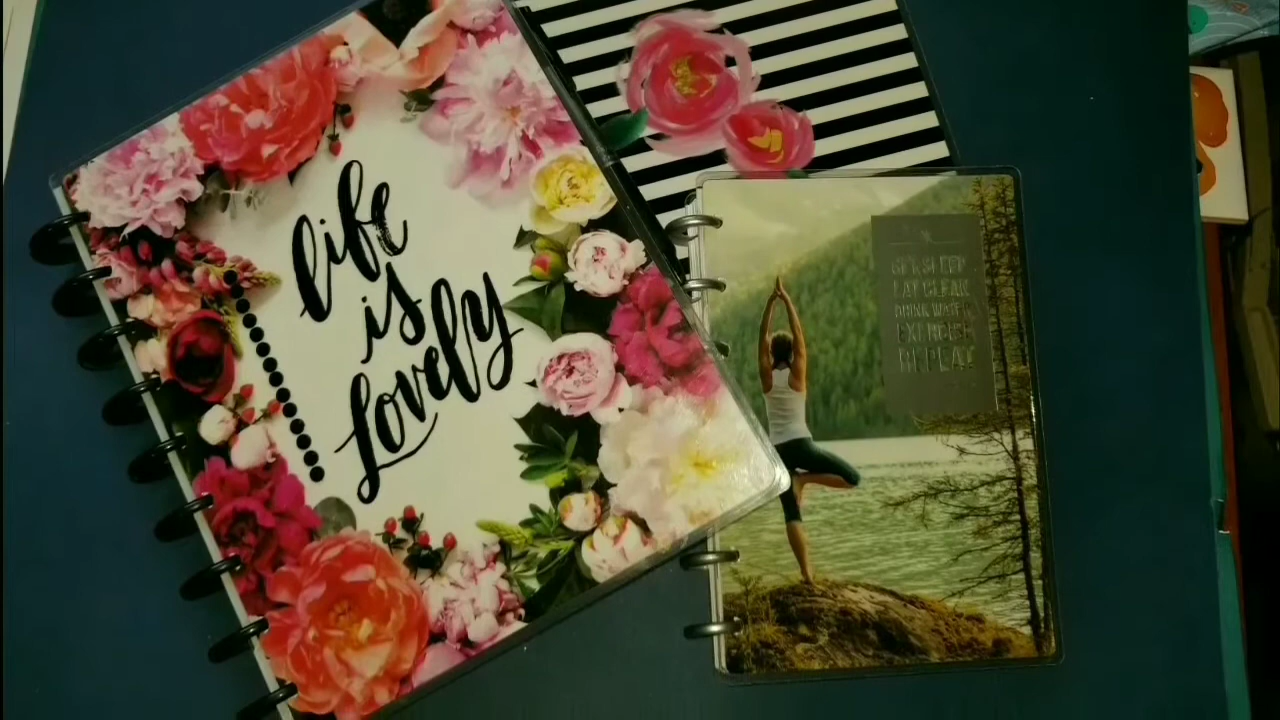 life
is
lovely
GET SLEEP
EAT CLEAN
DRINK WATER
EXERCISE
REPEAT